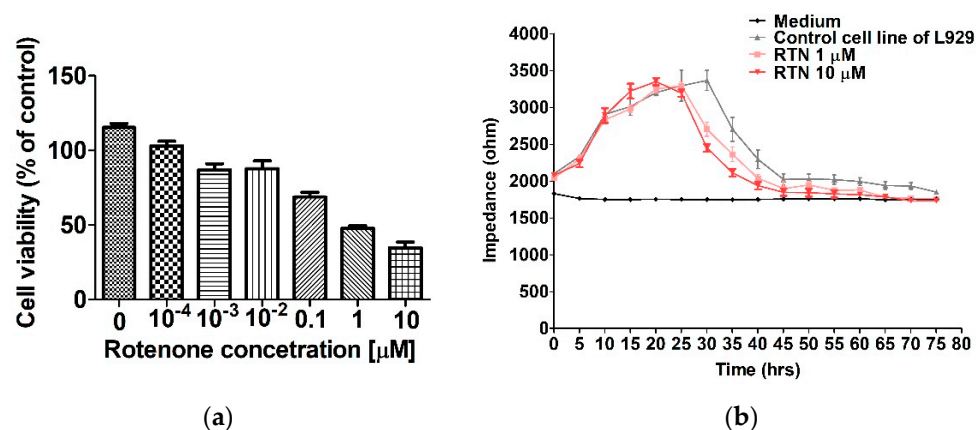 Cell viability (% of control)
150
100
50
0
0 10⁻⁴ 10⁻³ 10⁻² 0.1 1 10
Rotenone concetration [µM]
(a)
Medium
Control cell line of L929
RTN 1 µM
RTN 10 µM
Impedance (ohm)
4000
3500
3000
2500
2000
1500
1000
500
0
0 5 10 15 20 25 30 35 40 45 50 55 60 65 70 75 80
Time (hrs)
(b)